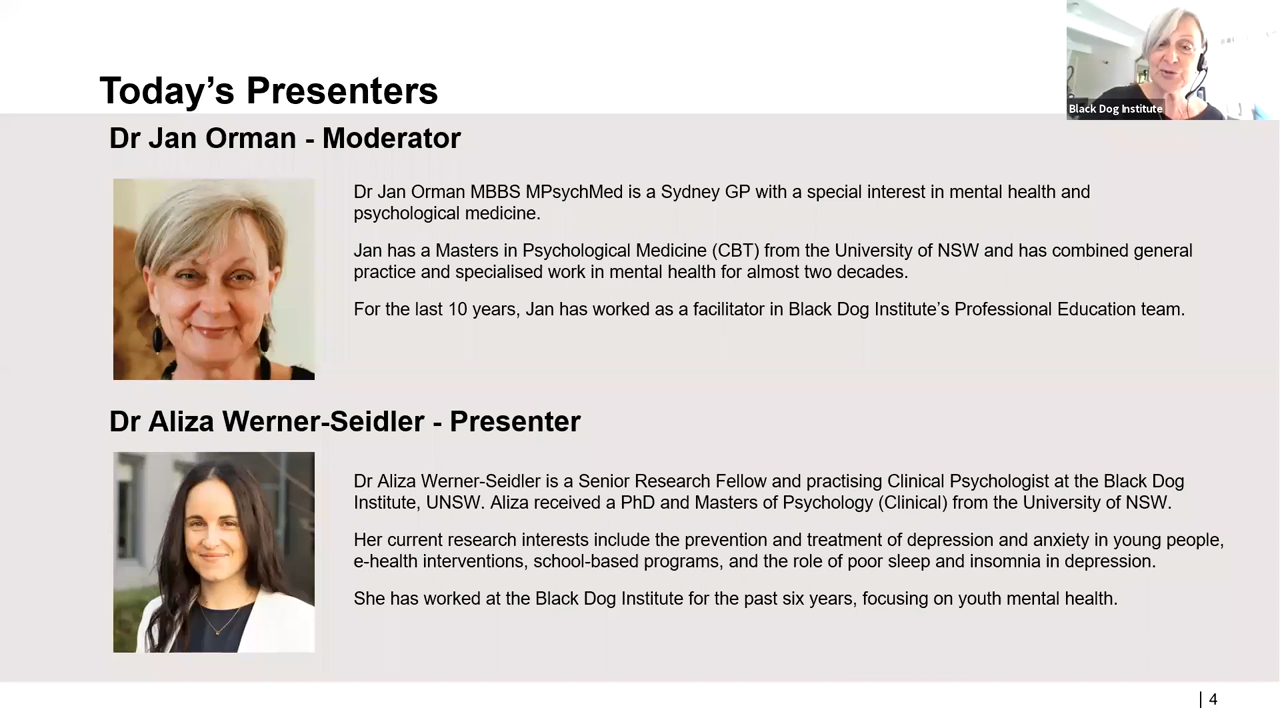 Today’s Presenters
Black Dog Institute
Dr Jan Orman - Moderator
Dr Jan Orman MBBS MPsychMed is a Sydney GP with a special interest in mental health and
psychological medicine.
Jan has a Masters in Psychological Medicine (CBT) from the University of NSW and has combined general
practice and specialised work in mental health for almost two decades.
For the last 10 years, Jan has worked as a facilitator in Black Dog Institute’s Professional Education team.
Dr Aliza Werner-Seidler - Presenter
Dr Aliza Werner-Seidler is a Senior Research Fellow and practising Clinical Psychologist at the Black Dog
Institute, UNSW. Aliza received a PhD and Masters of Psychology (Clinical) from the University of NSW.
Her current research interests include the prevention and treatment of depression and anxiety in young people,
e-health interventions, school-based programs, and the role of poor sleep and insomnia in depression.
She has worked at the Black Dog Institute for the past six years, focusing on youth mental health.
| 4